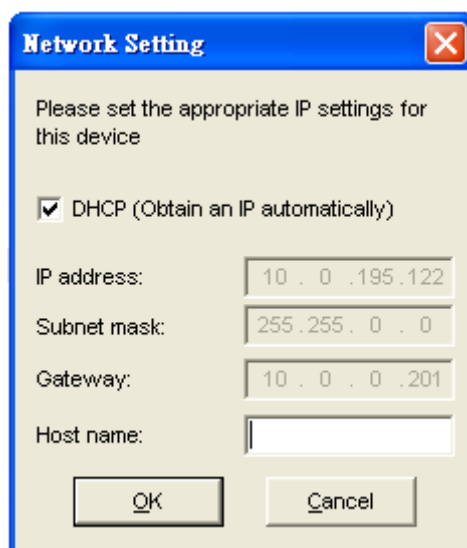 Network Setting
Please set the appropriate IP settings for
this device
DHCP (Obtain an IP automatically)
IP address: 10 . 0 .195.122
Subnet mask: 255.255. 0 . 0
Gateway: 10 . 0 . 0 .201
Host name:
OK Cancel